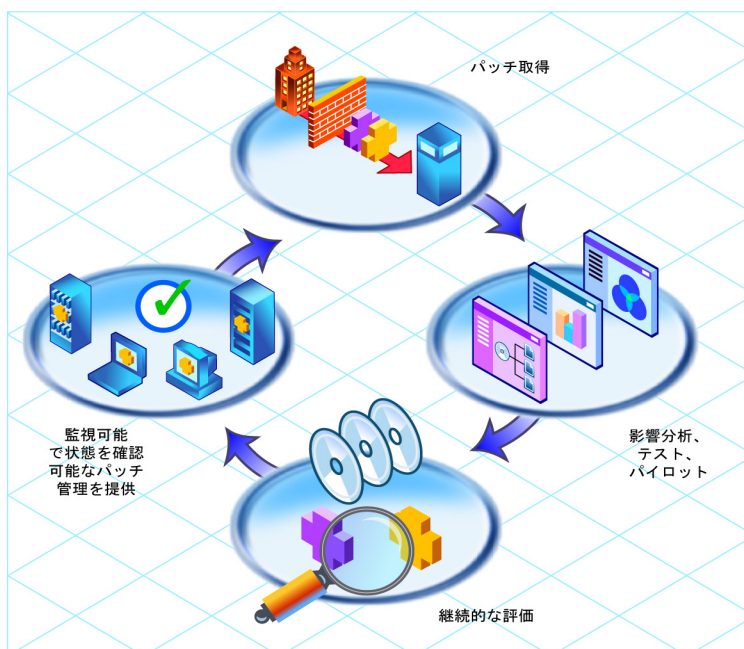 パッチ取得
影響分析、
テスト、
パイロット
監視可能
で状態を確認
可能なパッチ
管理を提供
継続的な評価